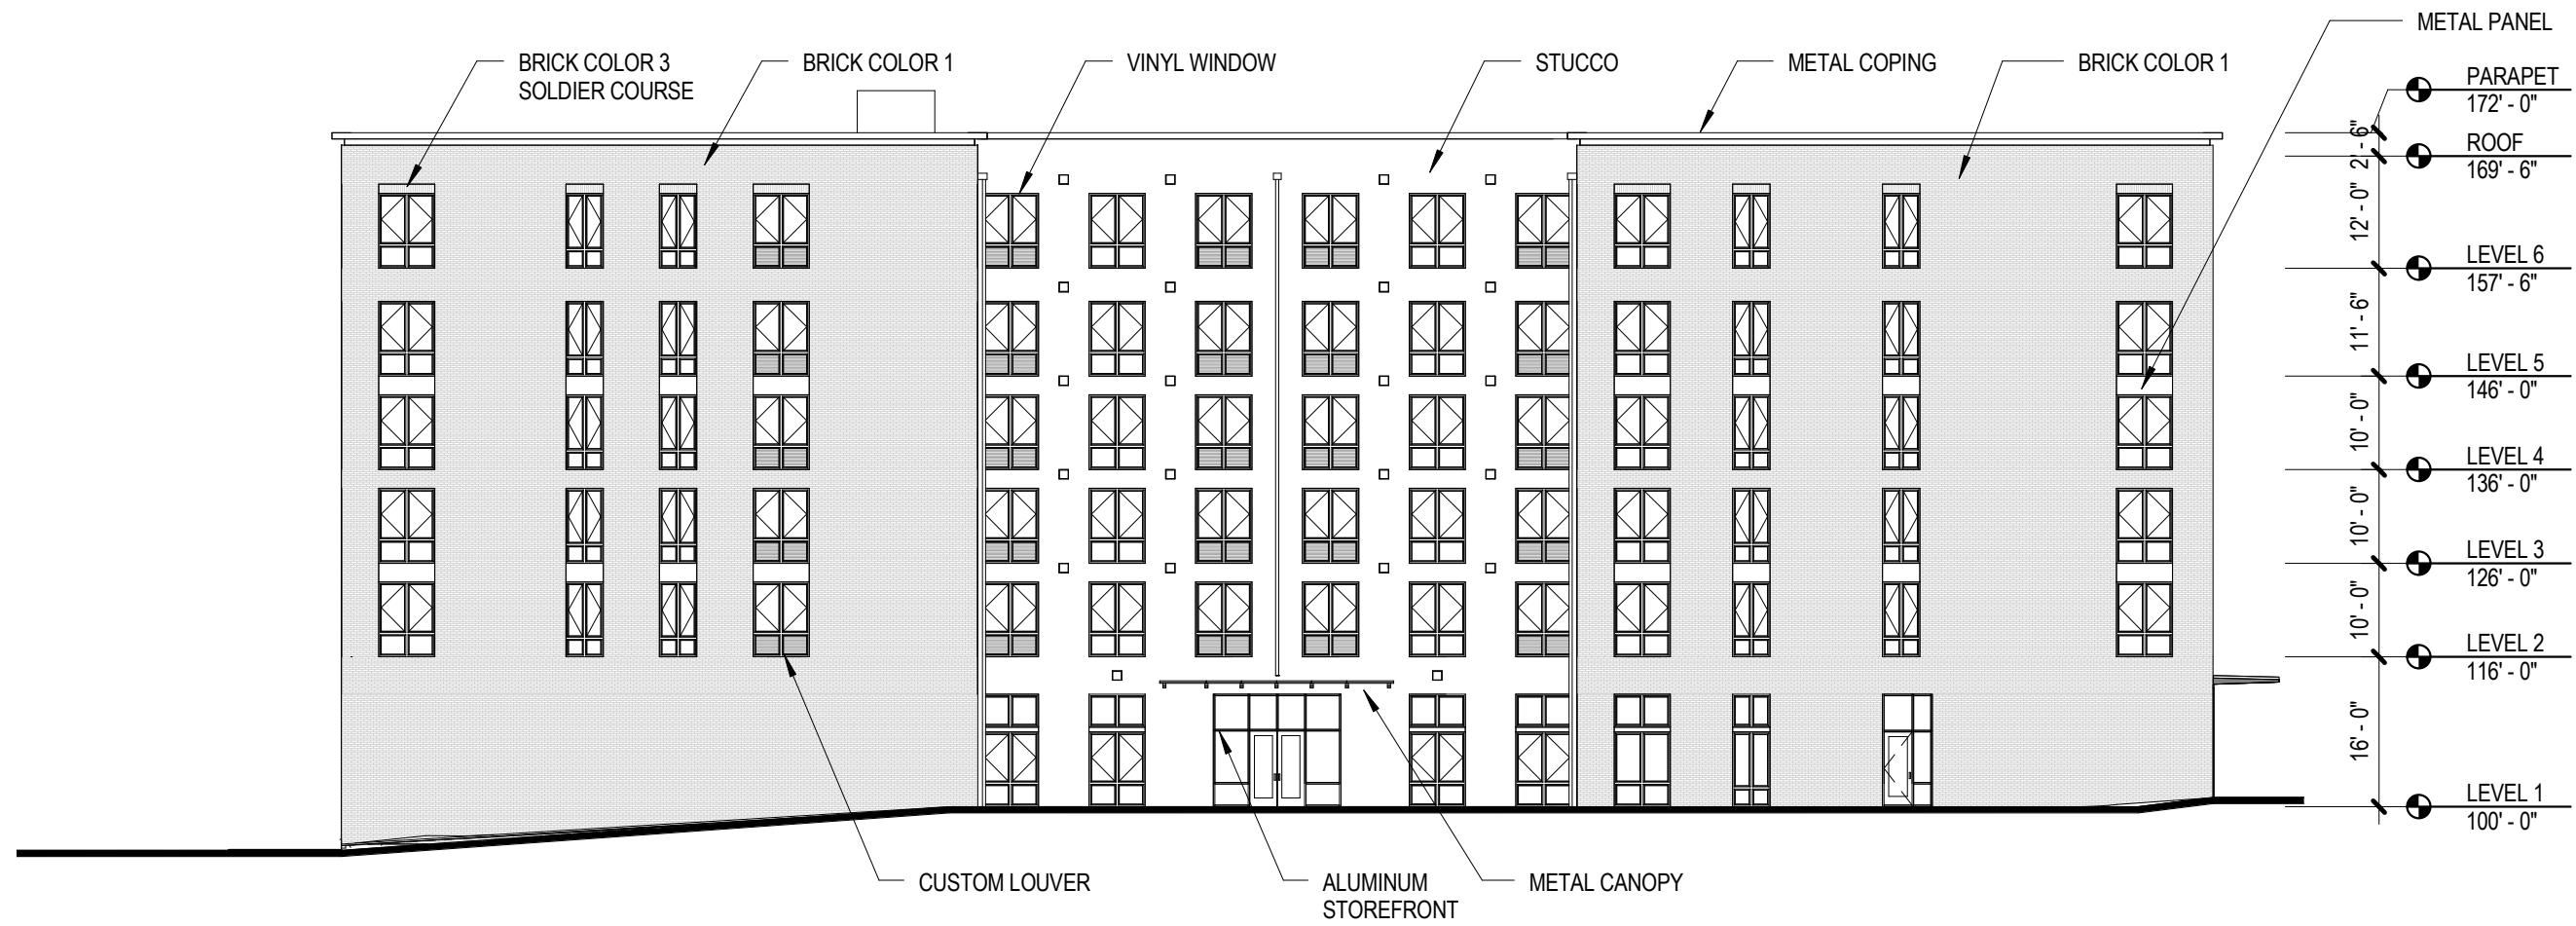 METAL PANEL
BRICK COLOR 3
SOLDIER COURSE
BRICK COLOR 1
VINYL WINDOW
STUCCO
METAL COPING
BRICK COLOR 1
PARAPET
172' - 0"
2' - 6"
ROOF
169' - 6"
12' - 0"
LEVEL 6
157' - 6"
11' - 6"
LEVEL 5
146' - 0"
10' - 0"
LEVEL 4
136' - 0"
10' - 0"
LEVEL 3
126' - 0"
10' - 0"
LEVEL 2
116' - 0"
16' - 0"
LEVEL 1
100' - 0"
CUSTOM LOUVER
ALUMINUM
STOREFRONT
METAL CANOPY